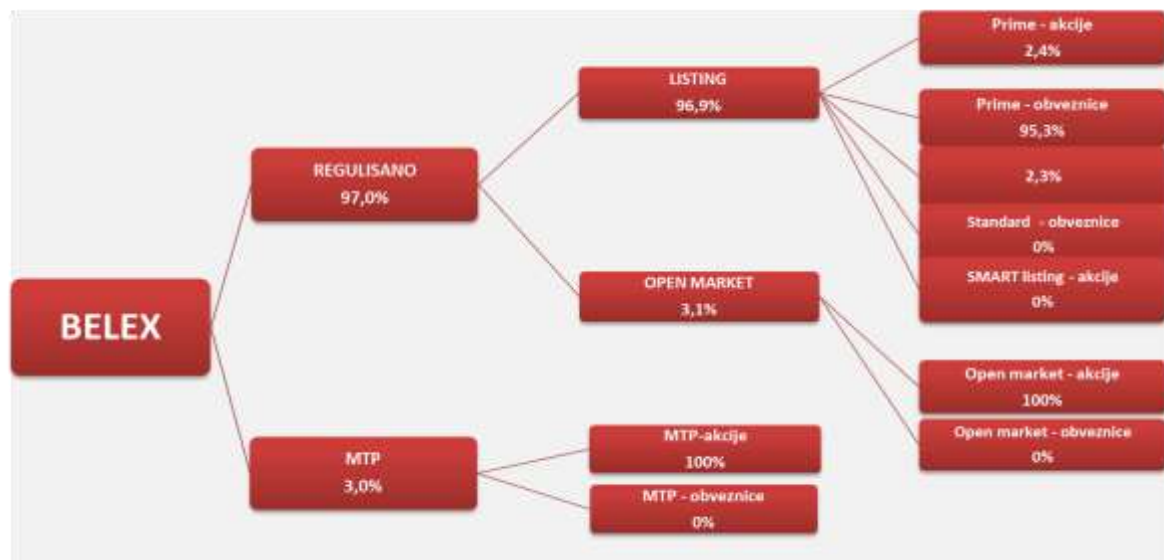 BELEX
REGULISANO
97,0%
MTP
3,0%
LISTING
96,9%
OPEN MARKET
3,1%
MTP-akcije
100%
MTP - obveznice
0%
Prime - akcije
2,4%
Prime - obveznice
95,3%
2,3%
Standard - obveznice
0%
SMART listing - akcije
0%
Open market - akcije
100%
Open market - obveznice
0%